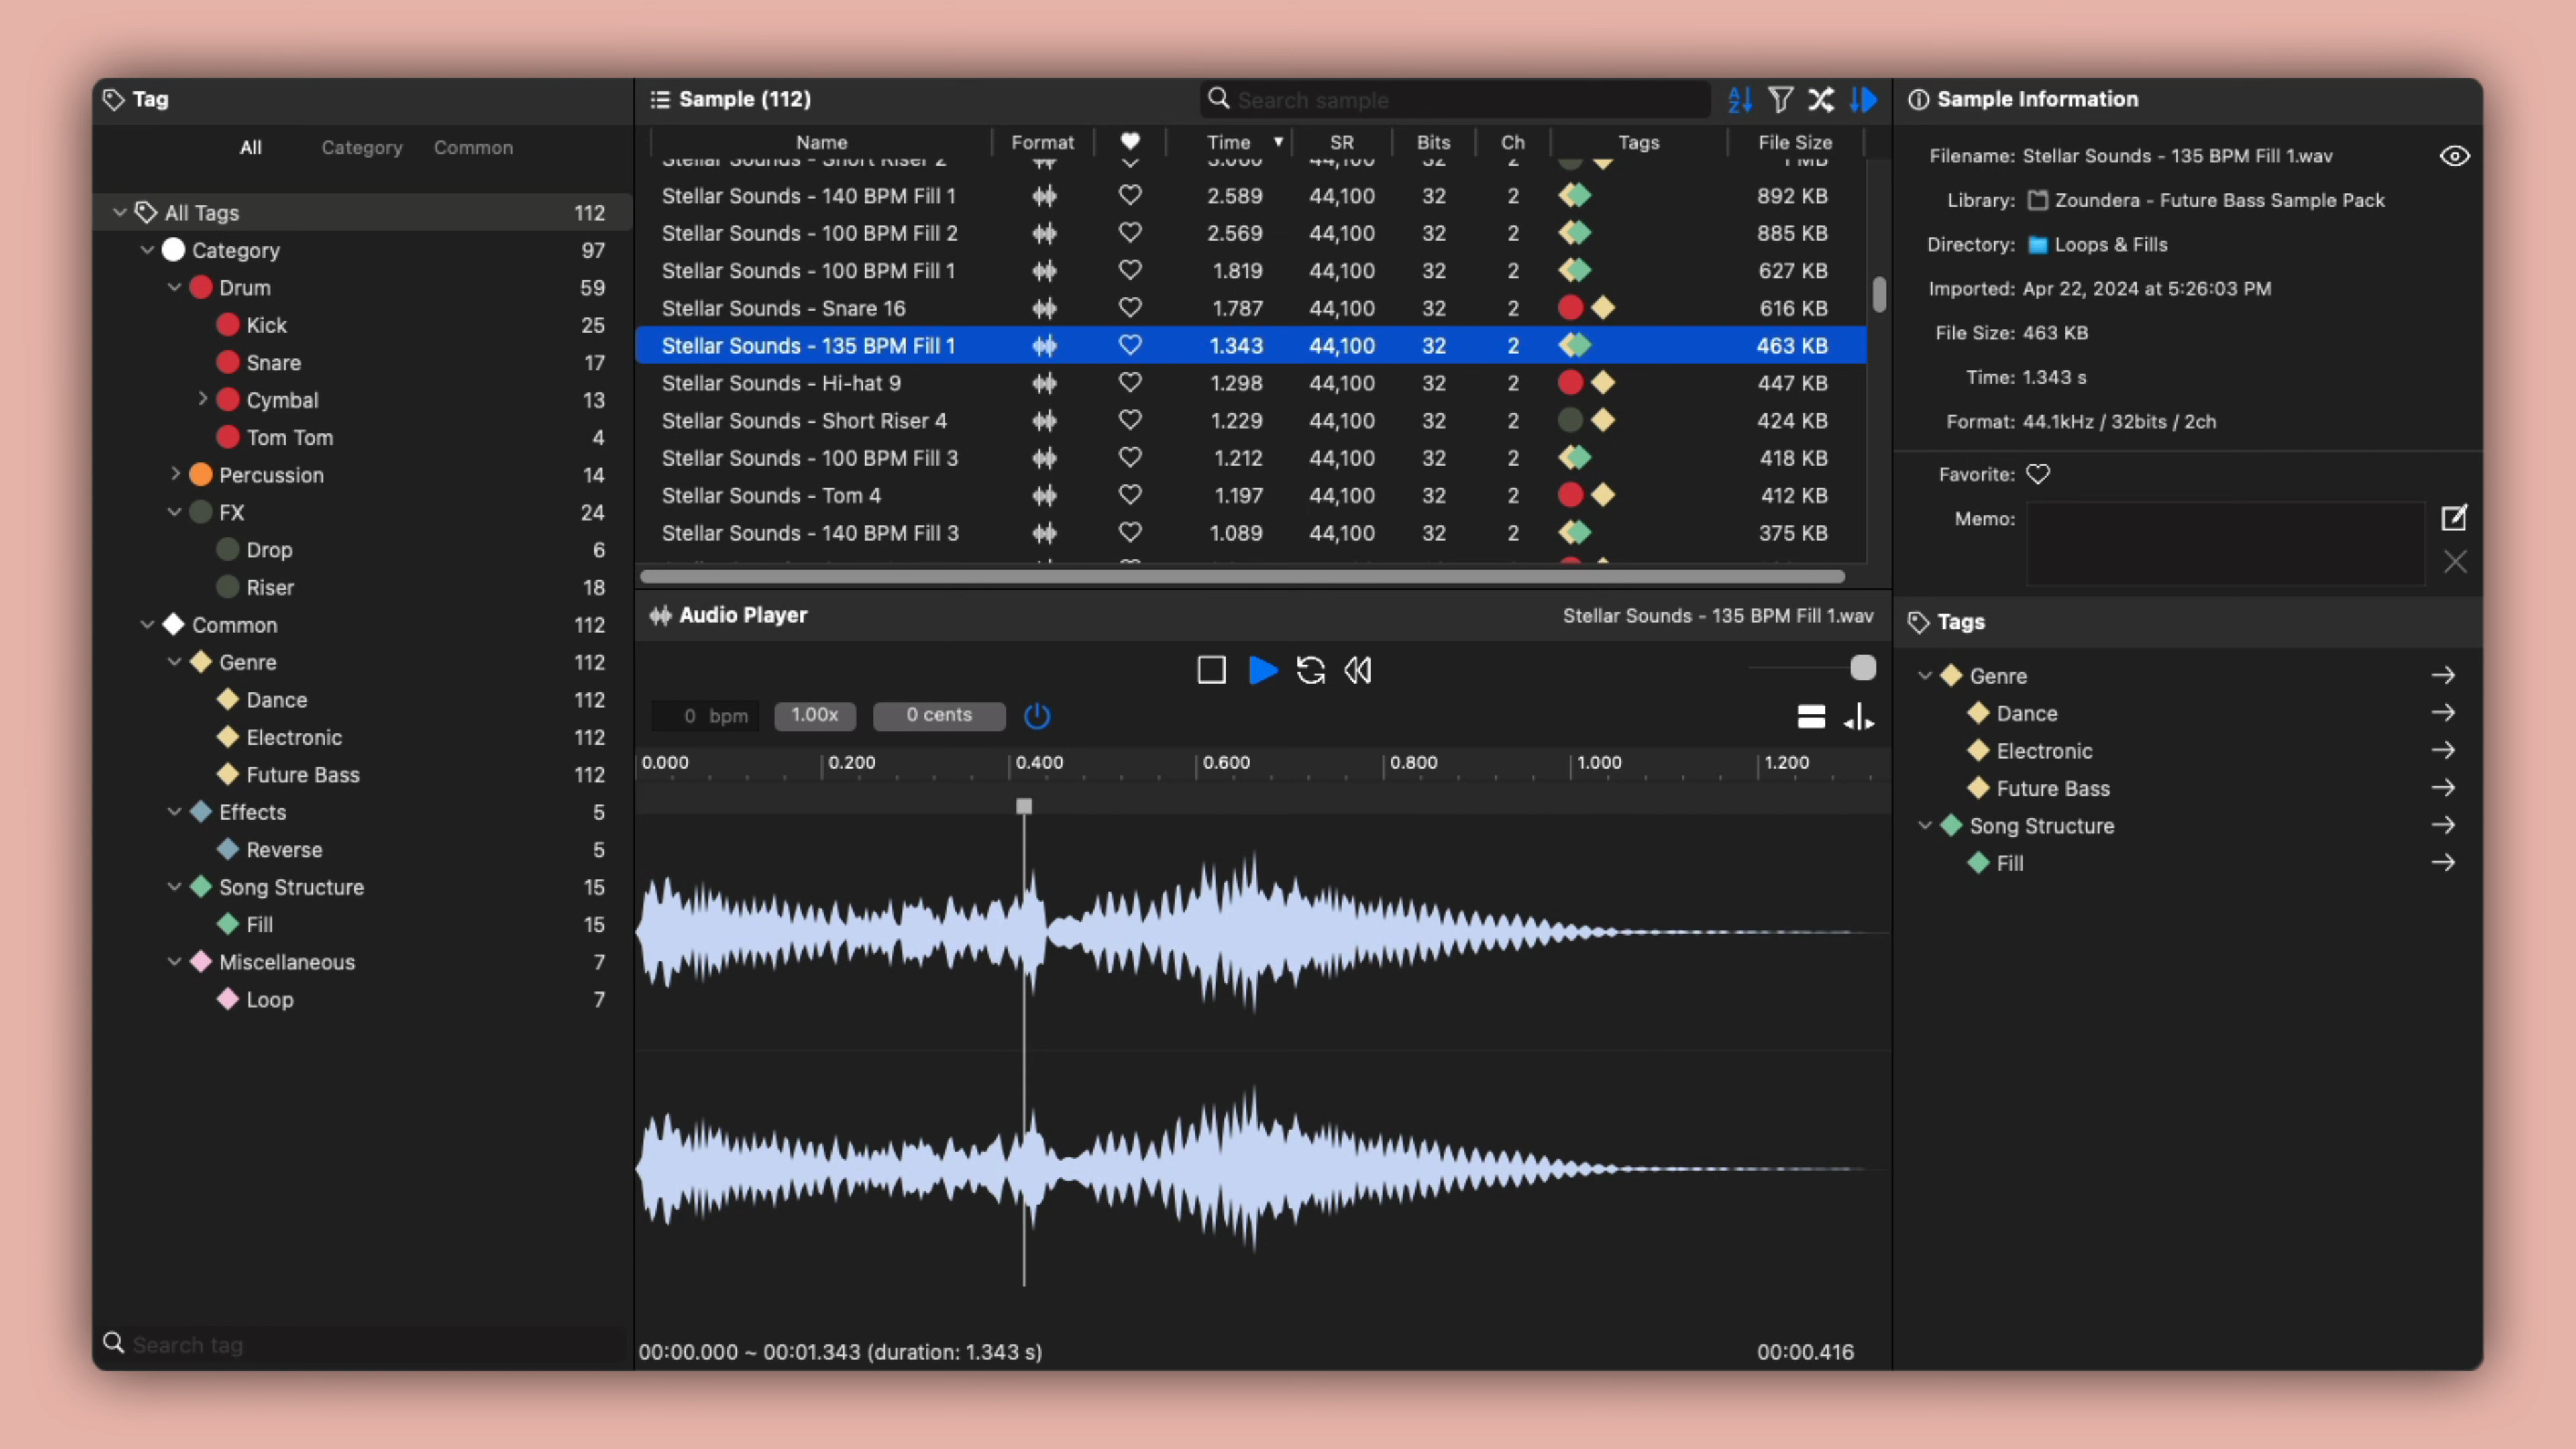 Tag
All Category Common
All Tags 112
Category 97
Drum 59
Kick 25
Snare 17
Cymbal 13
Tom Tom 4
Percussion 14
FX 24
Drop 6
Riser 18
Common 112
Genre 112
Dance 112
Electronic 112
Future Bass 112
Effects 5
Reverse 5
Song Structure 15
Fill 15
Miscellaneous 7
Loop 7
Search tag
Sample (112)
Search sample
Name Format Time SR Bits Ch Tags File Size
Stellar Sounds - Short Riser 2 3.060 44,100 32 2 1 MB
Stellar Sounds - 140 BPM Fill 1 2.589 44,100 32 2 892 KB
Stellar Sounds - 100 BPM Fill 2 2.569 44,100 32 2 885 KB
Stellar Sounds - 100 BPM Fill 1 1.819 44,100 32 2 627 KB
Stellar Sounds - Snare 16 1.787 44,100 32 2 616 KB
Stellar Sounds - 135 BPM Fill 1 1.343 44,100 32 2 463 KB
Stellar Sounds - Hi-hat 9 1.298 44,100 32 2 447 KB
Stellar Sounds - Short Riser 4 1.229 44,100 32 2 424 KB
Stellar Sounds - 100 BPM Fill 3 1.212 44,100 32 2 418 KB
Stellar Sounds - Tom 4 1.197 44,100 32 2 412 KB
Stellar Sounds - 140 BPM Fill 3 1.089 44,100 32 2 375 KB
Audio Player Stellar Sounds - 135 BPM Fill 1.wav
0 bpm 1.00x 0 cents
0.000 0.200 0.400 0.600 0.800 1.000 1.200
00:00.000 ~ 00:01.343 (duration: 1.343 s) 00:00.416
Sample Information
Filename: Stellar Sounds - 135 BPM Fill 1.wav
Library: Zoundera - Future Bass Sample Pack
Directory: Loops & Fills
Imported: Apr 22, 2024 at 5:26:03 PM
File Size: 463 KB
Time: 1.343 s
Format: 44.1kHz / 32bits / 2ch
Favorite:
Memo:
Tags
Genre
Dance
Electronic
Future Bass
Song Structure
Fill